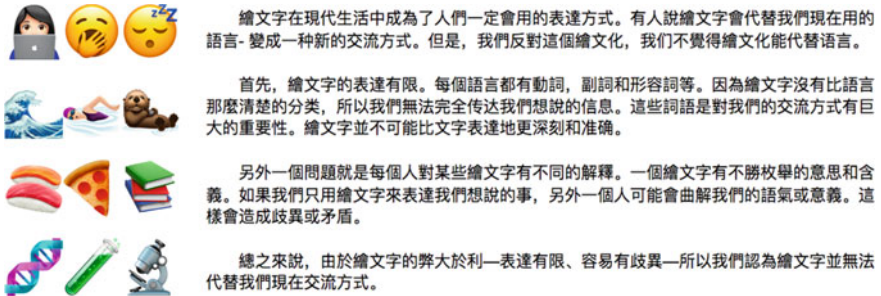 繪文字在現代生活中成為了人們一定會用的表達方式。有人說繪文字會代替我們現在用的
語言- 變成一种新的交流方式。但是，我們反對這個繪文化，我们不覺得繪文化能代替语言。
首先，繪文字的表達有限。每個語言都有動詞，副詞和形容詞等。因為繪文字沒有比語言
那麼清楚的分类，所以我們無法完全传达我們想說的信息。這些詞語是對我們的交流方式有巨
大的重要性。繪文字並不可能比文字表達地更深刻和准确。
另外一個問題就是每個人對某些繪文字有不同的解釋。一個繪文字有不勝枚舉的意思和含
義。如果我們只用繪文字來表達我們想說的事，另外一個人可能會曲解我們的語氣或意義。這
樣會造成歧異或矛盾。
總之來說，由於繪文字的弊大於利—表達有限、容易有歧異—所以我們認為繪文字並無法
代替我們現在交流方式。